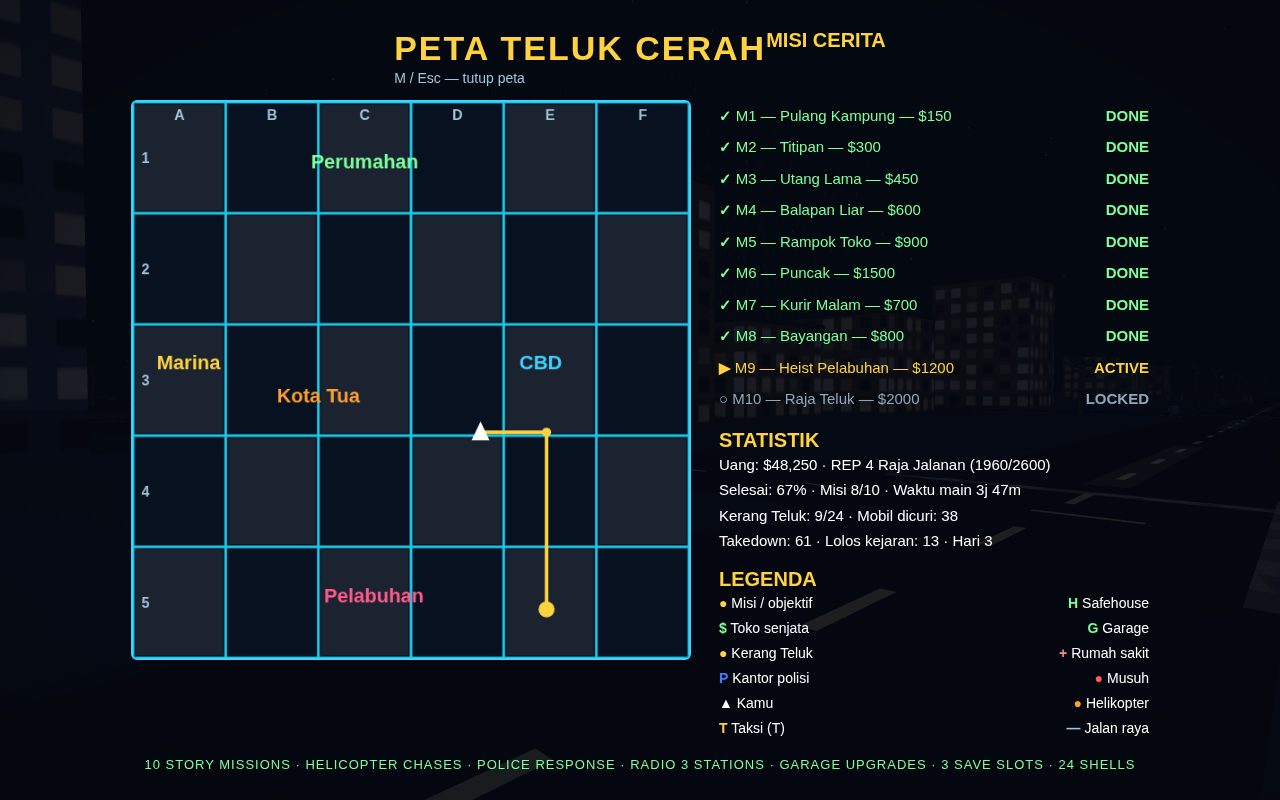 PETA TELUK CERAH
M / Esc — tutup peta
A B C D E F
1
Perumahan
2
Marina
CBD
3
Kota Tua
4
Pelabuhan
5
MISI CERITA
✓ M1 — Pulang Kampung — $150 DONE
✓ M2 — Titipan — $300 DONE
✓ M3 — Utang Lama — $450 DONE
✓ M4 — Balapan Liar — $600 DONE
✓ M5 — Rampok Toko — $900 DONE
✓ M6 — Puncak — $1500 DONE
✓ M7 — Kurir Malam — $700 DONE
✓ M8 — Bayangan — $800 DONE
▶ M9 — Heist Pelabuhan — $1200 ACTIVE
○ M10 — Raja Teluk — $2000 LOCKED
STATISTIK
Uang: $48,250 · REP 4 Raja Jalanan (1960/2600)
Selesai: 67% · Misi 8/10 · Waktu main 3j 47m
Kerang Teluk: 9/24 · Mobil dicuri: 38
Takedown: 61 · Lolos kejaran: 13 · Hari 3
LEGENDA
● Misi / objektif H Safehouse
$ Toko senjata G Garage
● Kerang Teluk + Rumah sakit
P Kantor polisi ● Musuh
▲ Kamu ● Helikopter
T Taksi (T) — Jalan raya
10 STORY MISSIONS · HELICOPTER CHASES · POLICE RESPONSE · RADIO 3 STATIONS · GARAGE UPGRADES · 3 SAVE SLOTS · 24 SHELLS